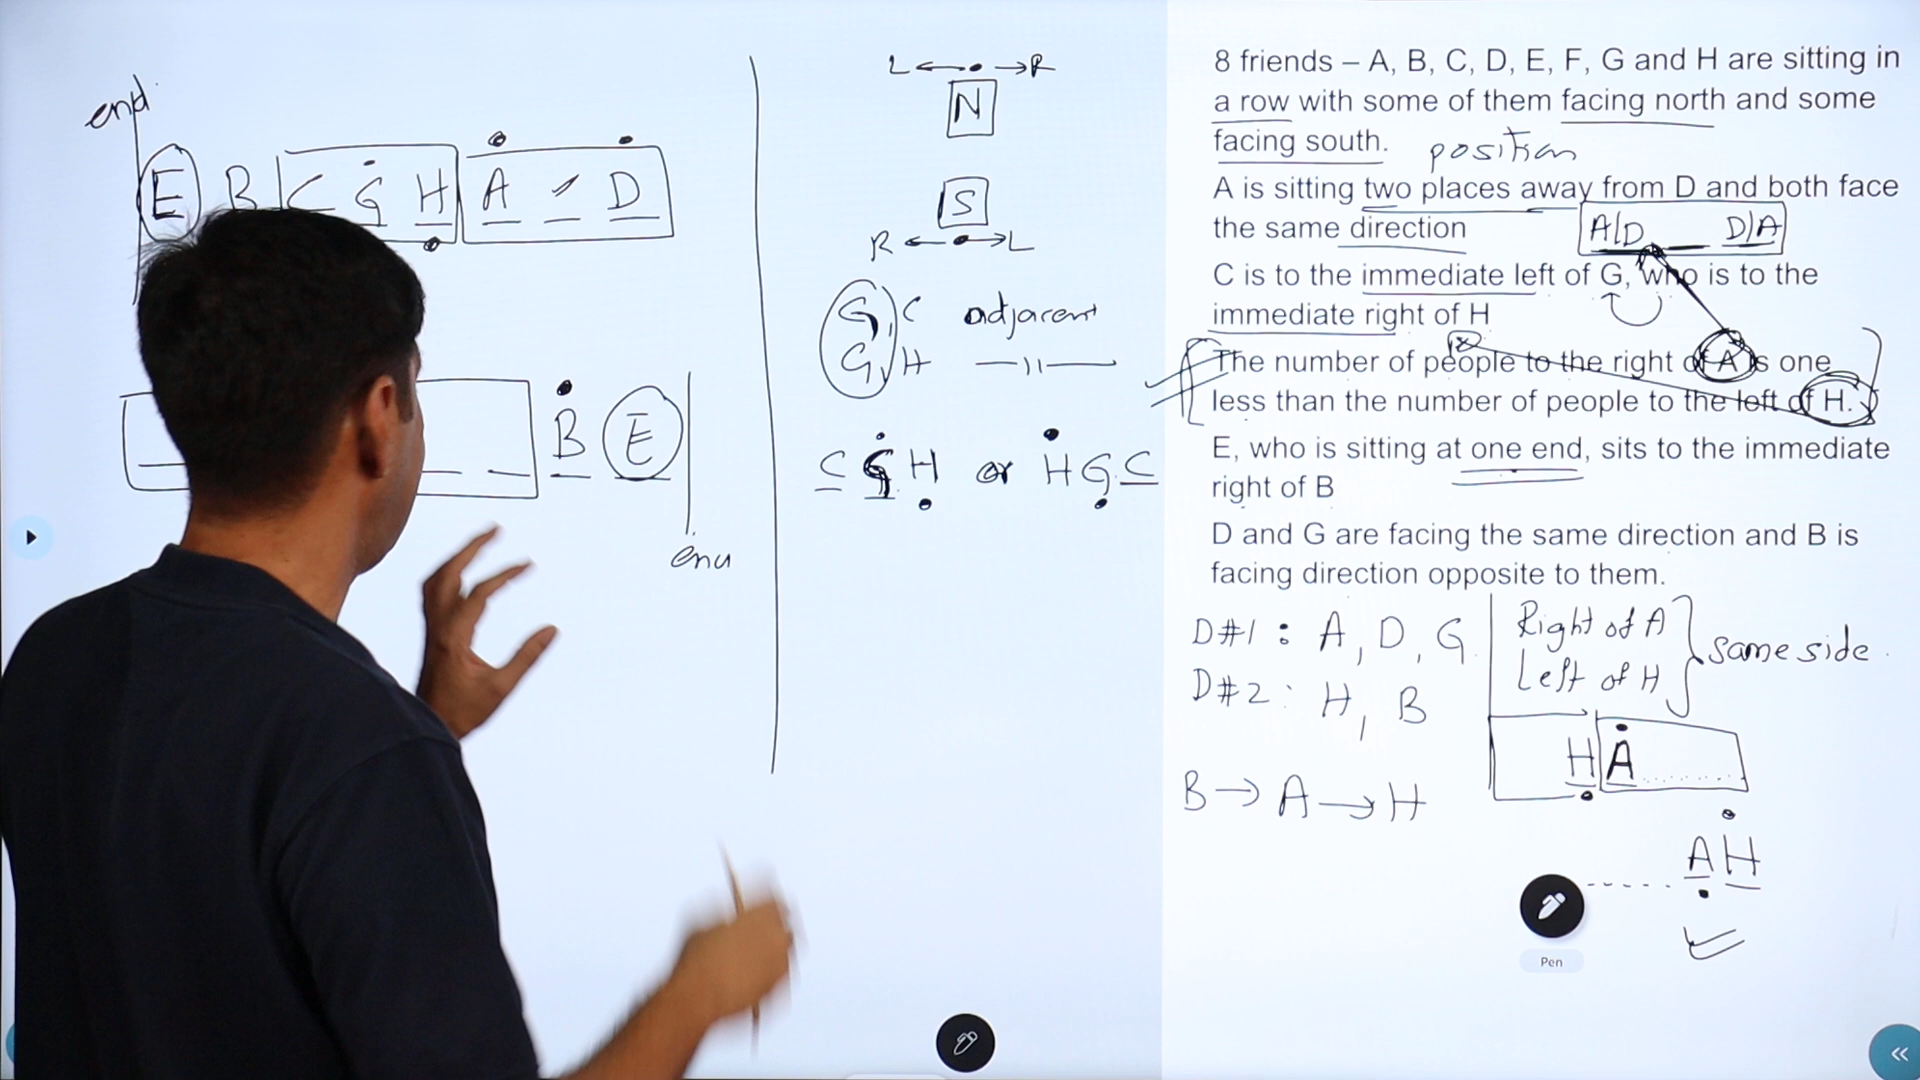 end
E B C G H A D
B E
end
L R
N
S
R L
G, C adjacent
G, H — 11 —
C G H or H G C
8 friends – A, B, C, D, E, F, G and H are sitting in
a row with some of them facing north and some
facing south.
position
A is sitting two places away from D and both face
the same direction
A/D D/A
C is to the immediate left of G, who is to the
immediate right of H
The number of people to the right of A is one
less than the number of people to the left of H.
E, who is sitting at one end, sits to the immediate
right of B
D and G are facing the same direction and B is
facing direction opposite to them.
D#1 : A, D, G
D#2 : H, B
Right of A
Left of H
same side
B → A → H
H A
A H
Pen